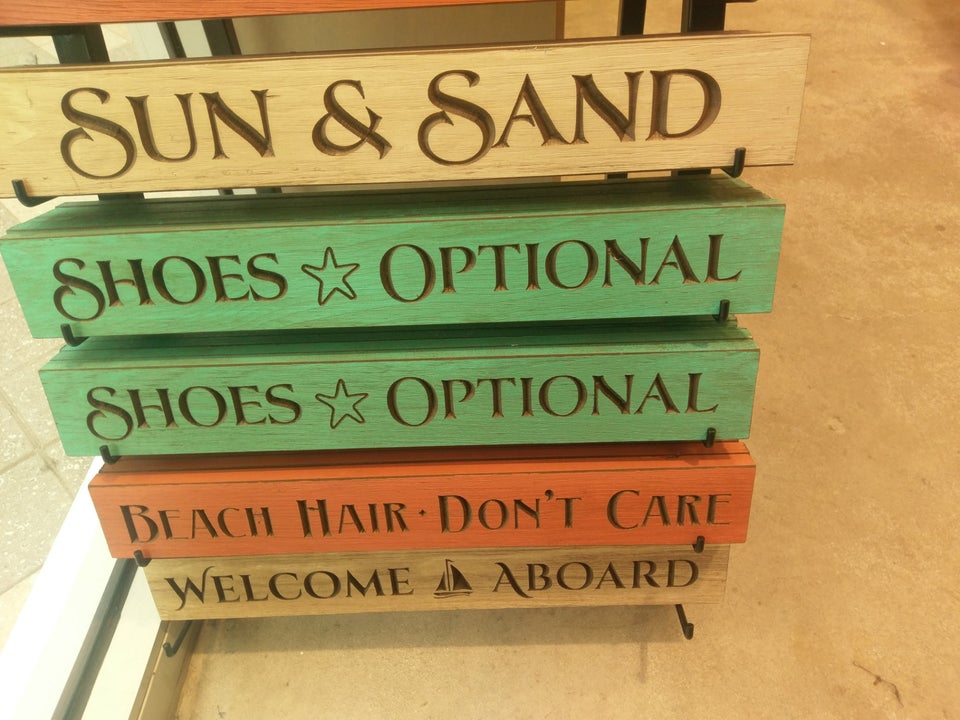 SUN & SAND
SHOES OPTIONAL
SHOES OPTIONAL
BEACH HAIR · DON'T CARE
WELCOME ABOARD